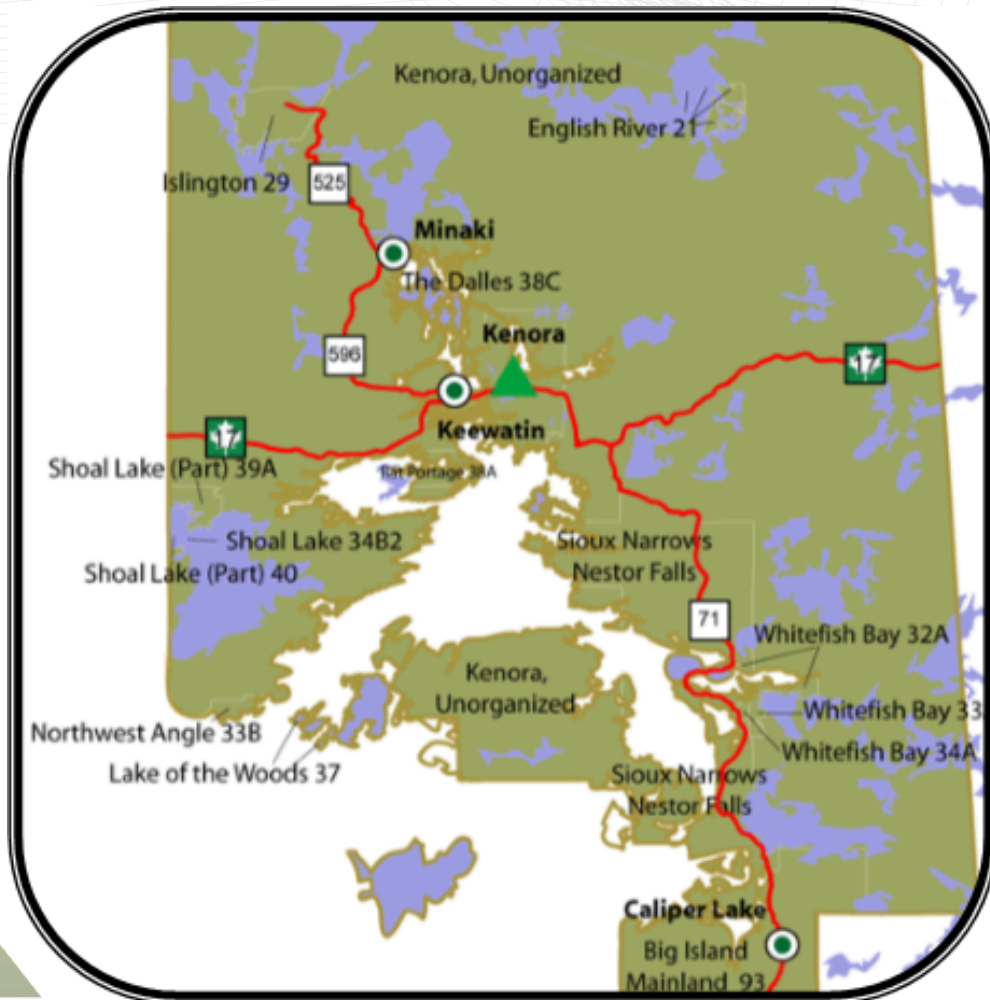 Kenora, Unorganized
English River 21
Islington 29
525
Minaki
The Dalles 38C
Kenora
596
17
Keewatin
17
Shoal Lake (Part) 39A
Rat Portage 38A
Shoal Lake 34B2
Sioux Narrows
Nestor Falls
Shoal Lake (Part) 40
71
Whitefish Bay 32A
Kenora,
Unorganized
Whitefish Bay 33
Northwest Angle 33B
Whitefish Bay 34A
Lake of the Woods 37
Sioux Narrows
Nestor Falls
Caliper Lake
Big Island
Mainland 93